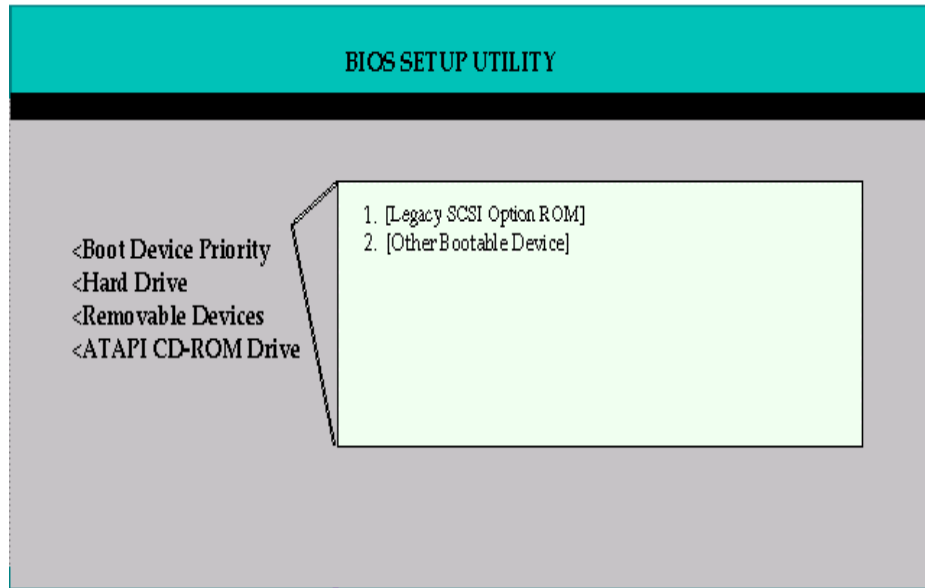 BIOS SETUP UTILITY
<Boot Device Priority
<Hard Drive
<Removable Devices
<ATAPI CD-ROM Drive
1. [Legacy SCSI Option ROM]
2. [Other Bootable Device]